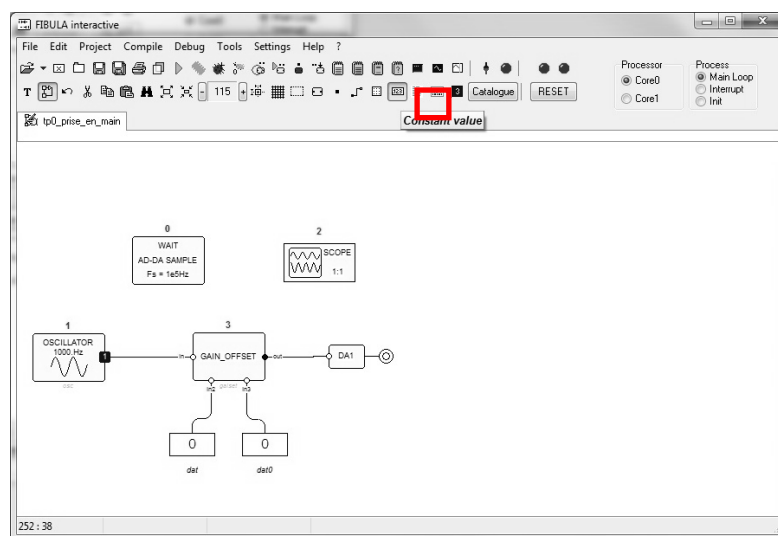 FIBULA interactive
File Edit Project Compile Debug Tools Settings Help ?
Processor
Core0
Core1
Process
Main Loop
Interrupt
Init
T
115
Catalogue
RESET
tp0_prise_en_main
Constant value
0
WAIT
AD-DA SAMPLE
Fs = 1e5Hz
2
SCOPE
1:1
1
OSCILLATOR
1000.Hz
1
3
in
GAIN_OFFSET
out
DA1
in2
in3
0
0
dat
dat0
252 : 38